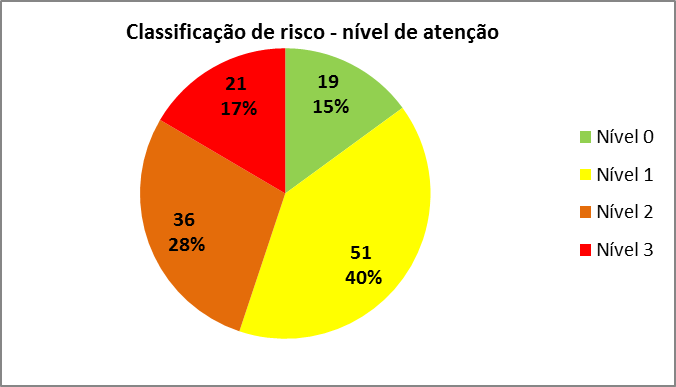 Classificação de risco - nível de atenção
19
15%
51
40%
36
28%
21
17%
Nível 0
Nível 1
Nível 2
Nível 3